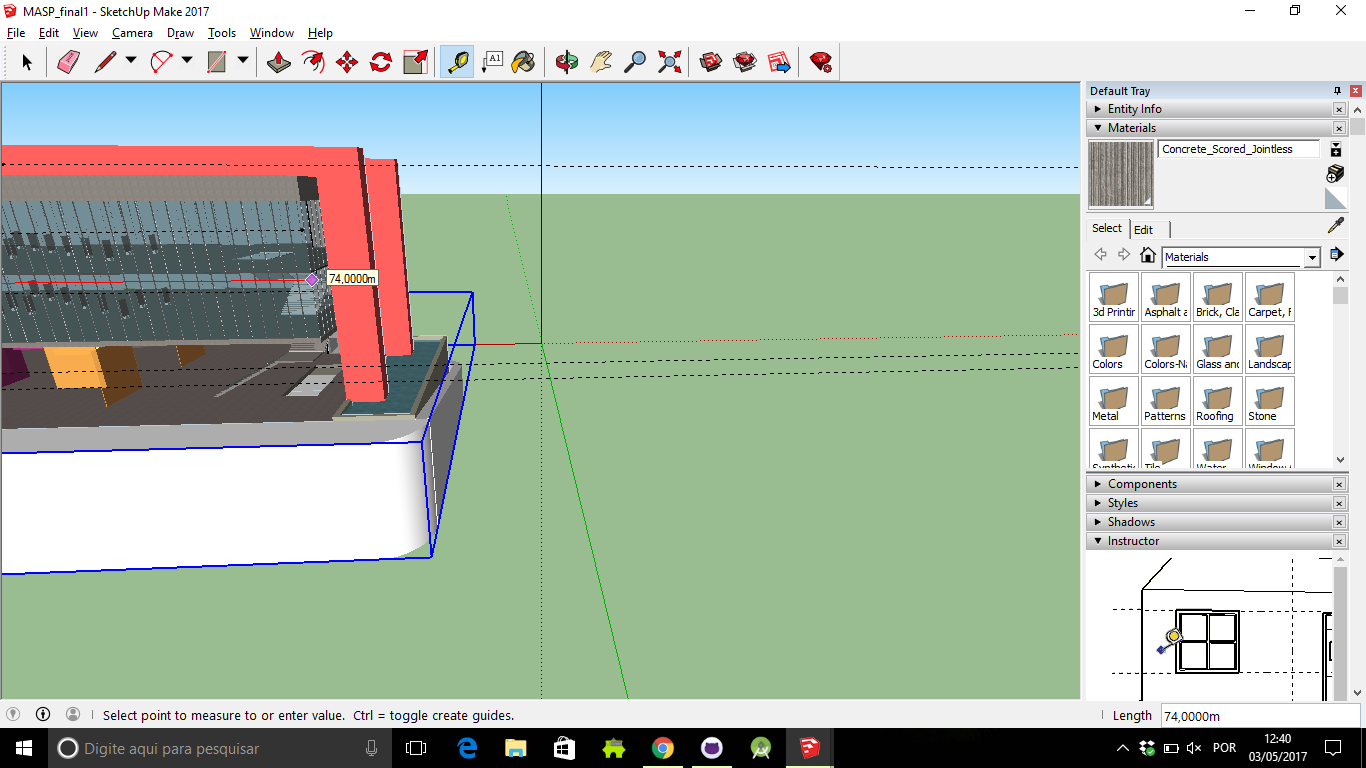 MASP_final1 - SketchUp Make 2017
File Edit View Camera Draw Tools Window Help
A1
Default Tray
Entity Info
Materials
Concrete_Scored_Jointless
Select Edit
Materials
3d Printir Asphalt a Brick, Cla Carpet, F
Colors Colors-Na Glass and Landscap
Metal Patterns Roofing Stone
Synthetic Tile Water Window
74,0000m
Components
Styles
Shadows
Instructor
Select point to measure to or enter value. Ctrl = toggle create guides.
Length 74,0000m
Digite aqui para pesquisar
POR
12:40
03/05/2017